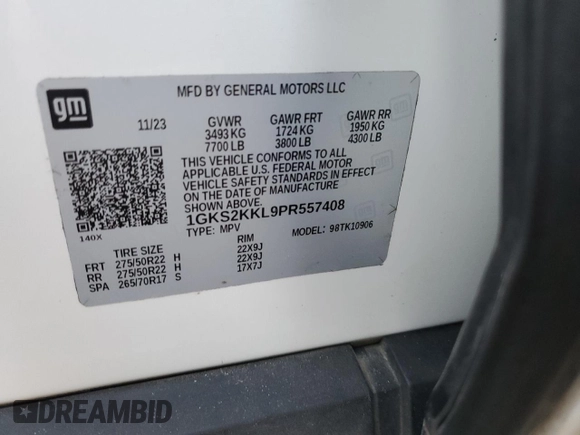 gm
MFD BY GENERAL MOTORS LLC
11/23 GVWR GAWR FRT GAWR RR
3493 KG 1724 KG 1950 KG
7700 LB 3800 LB 4300 LB
THIS VEHICLE CONFORMS TO ALL
APPLICABLE U.S. FEDERAL MOTOR
VEHICLE SAFETY STANDARDS IN EFFECT
ON THE DATE OF MANUFACTURE
SHOWN ABOVE.
1GKS2KKL9PR557408
140X TYPE: MPV MODEL: 98TK10906
TIRE SIZE RIM
FRT 275/50R22 H 22X9J
RR 275/50R22 H 22X9J
SPA 265/70R17 S 17X7J
DREAMBID